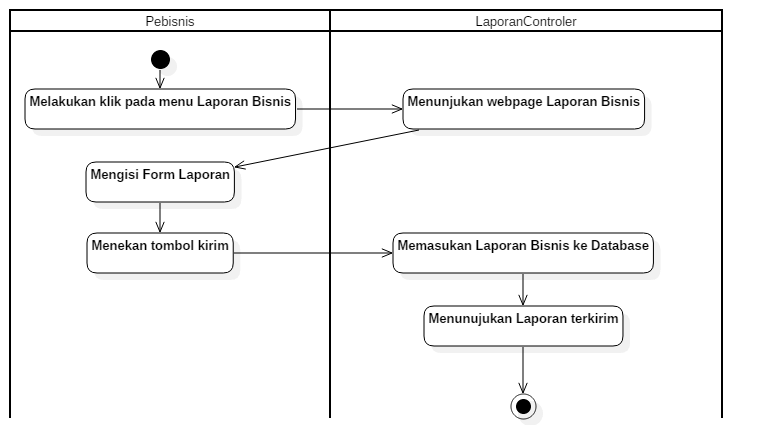 Pebisnis
LaporanControler
Melakukan klik pada menu Laporan Bisnis
Menunjukan webpage Laporan Bisnis
Mengisi Form Laporan
Menekan tombol kirim
Memasukan Laporan Bisnis ke Database
Menunujukan Laporan terkirim